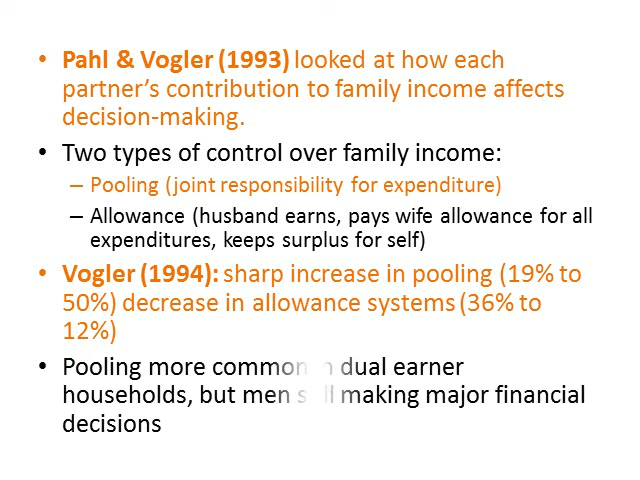 • Pahl & Vogler (1993) looked at how each
partner's contribution to family income affects
decision-making.
• Two types of control over family income:
– Pooling (joint responsibility for expenditure)
– Allowance (husband earns, pays wife allowance for all
expenditures, keeps surplus for self)
• Vogler (1994): sharp increase in pooling (19% to
50%) decrease in allowance systems (36% to
12%)
• Pooling more common in dual earner
households, but men still making major financial
decisions